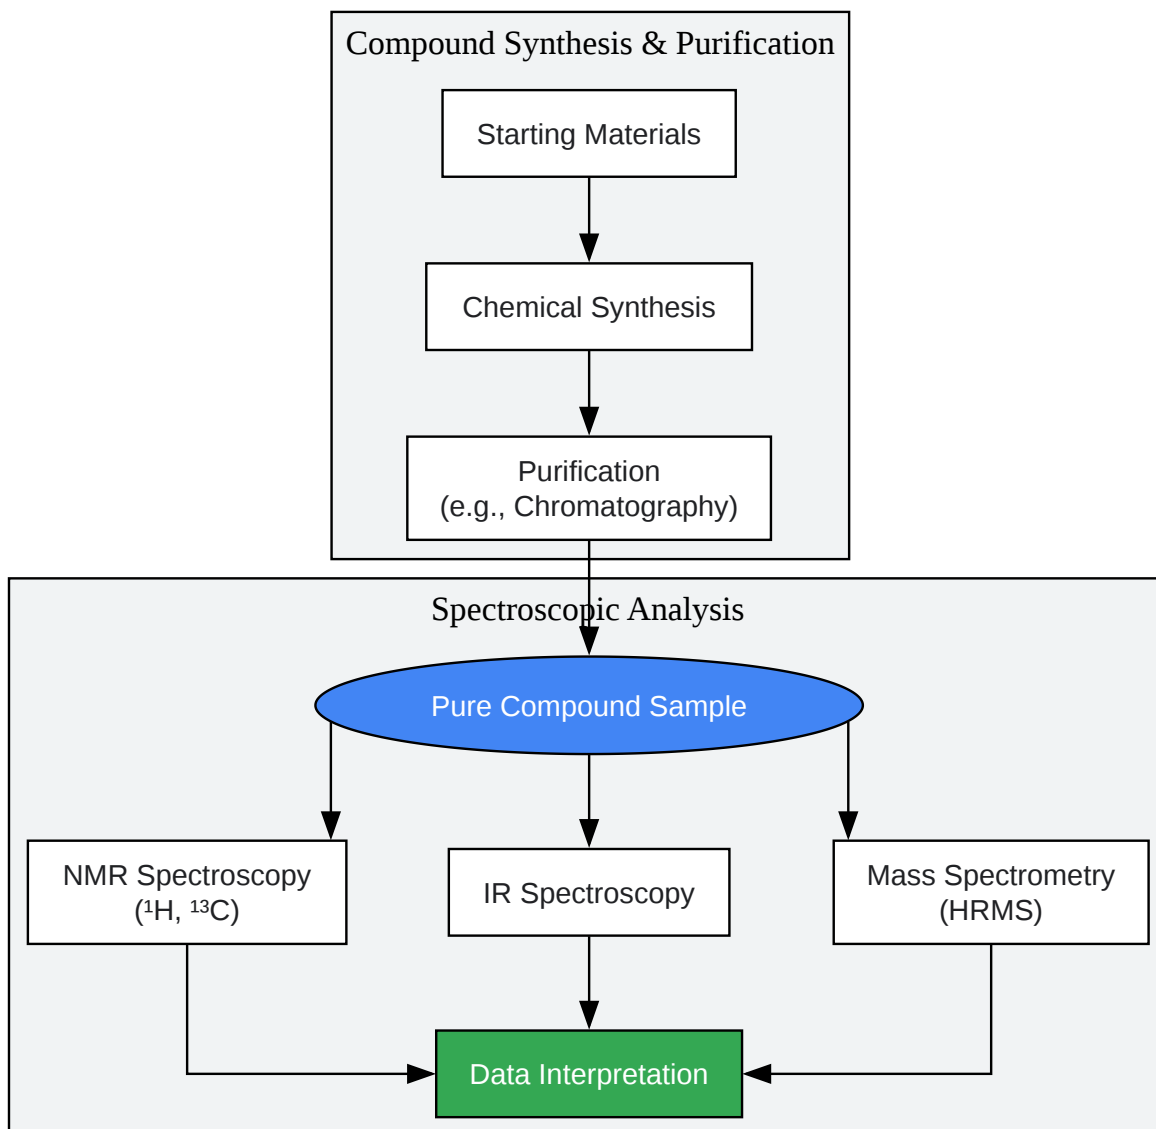 Compound Synthesis & Purification
Starting Materials
Chemical Synthesis
Purification
(e.g., Chromatography)
Spectroscopic Analysis
Pure Compound Sample
NMR Spectroscopy
(¹H, ¹³C)
IR Spectroscopy
Mass Spectrometry
(HRMS)
Data Interpretation